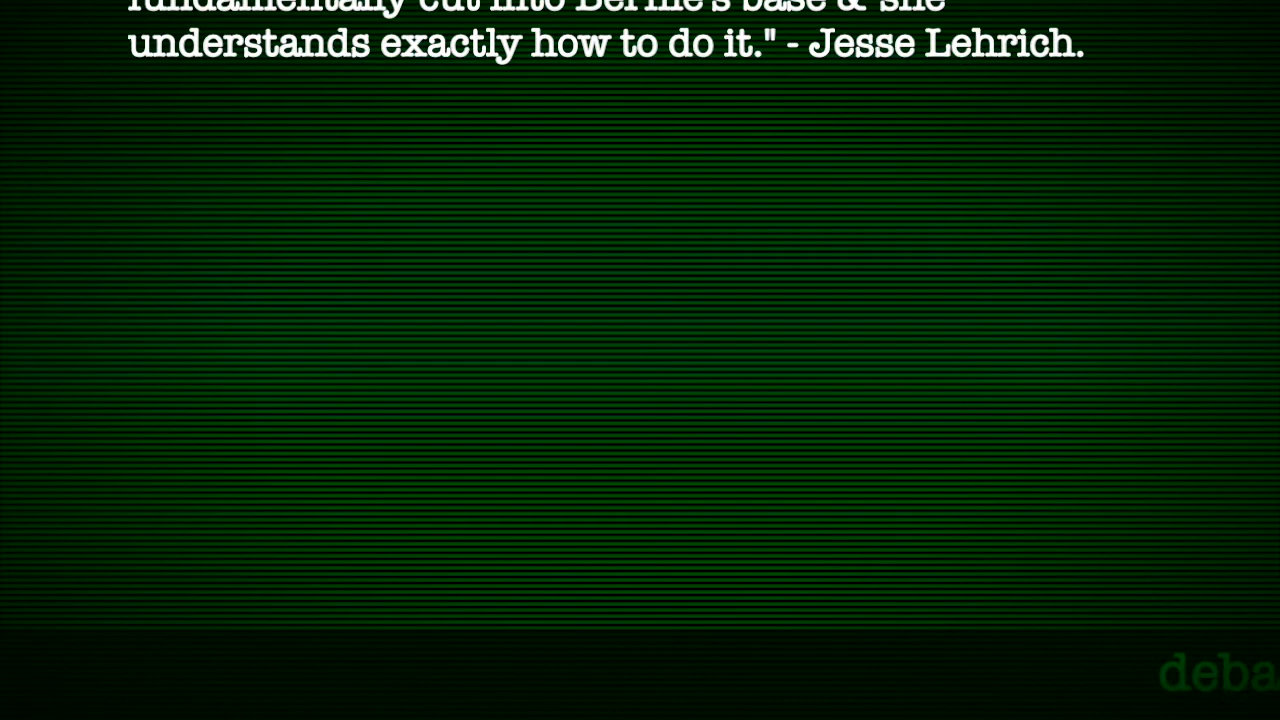 fundamentally cut into Bernie's base & she
understands exactly how to do it." - Jesse Lehrich.
deba